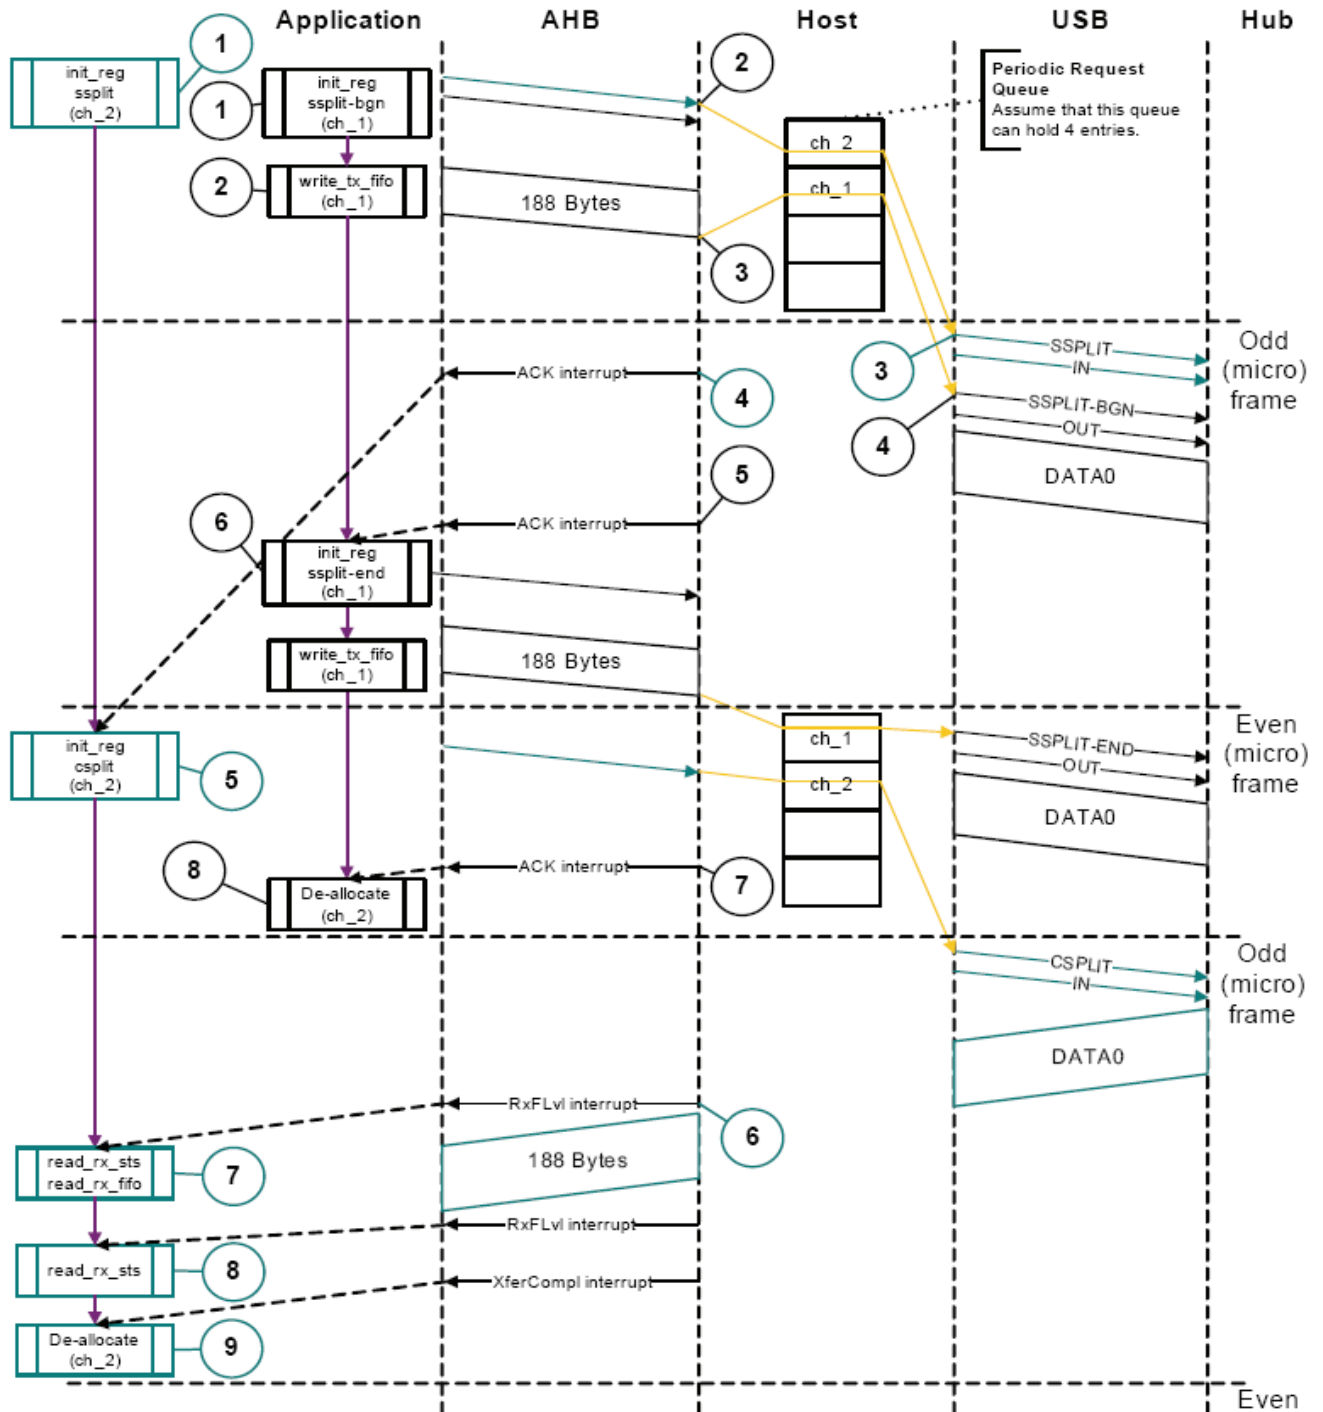 Application
AHB
Host
USB
Hub
1
init_reg
ssplit
(ch_2)
1
init_reg
ssplit-bgn
(ch_1)
2
Periodic Request
Queue
Assume that this queue
can hold 4 entries.
2
write_tx_fifo
(ch_1)
188 Bytes
ch_2
ch_1
3
Odd
(micro)
frame
3
SSPLIT
IN
ACK interrupt
4
SSPLIT-BGN
OUT
4
5
DATA0
6
ACK interrupt
init_reg
ssplit-end
(ch_1)
write_tx_fifo
(ch_1)
188 Bytes
Even
(micro)
frame
init_reg
csplit
(ch_2)
5
ch_1
ch_2
SSPLIT-END
OUT
DATA0
8
ACK interrupt
7
De-allocate
(ch_2)
Odd
(micro)
frame
CSPLIT
IN
DATA0
RxFLvl interrupt
6
read_rx_sts
read_rx_fifo
7
188 Bytes
RxFLvl interrupt
read_rx_sts
8
XferCompl interrupt
De-allocate
(ch_2)
9
Even